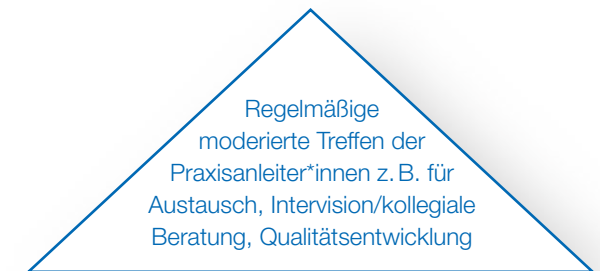 Regelmäßige
moderierte Treffen der
Praxisanleiter*innen z. B. für
Austausch, Intervision/kollegiale
Beratung, Qualitätsentwicklung